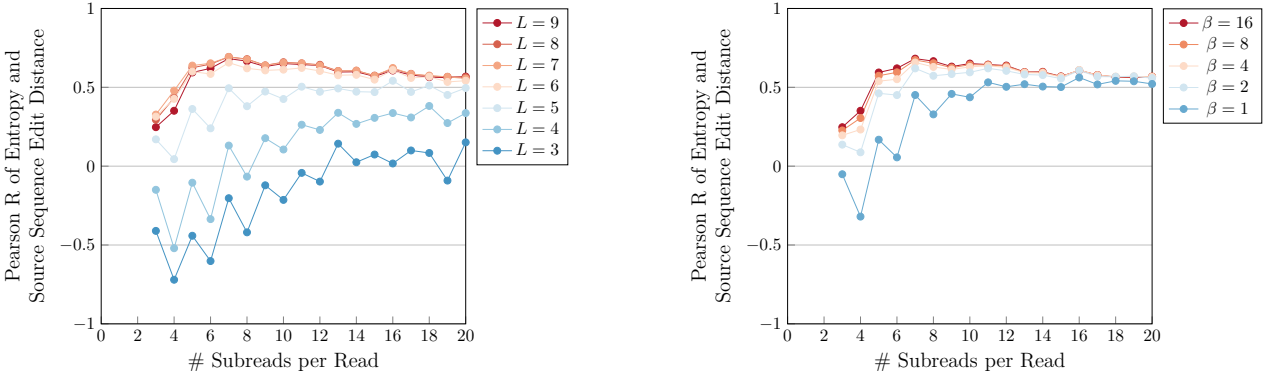 Pearson R of Entropy and
Source Sequence Edit Distance
1
0.5
0
−0.5
−1
0 2 4 6 8 10 12 14 16 18 20
# Subreads per Read
L = 9
L = 8
L = 7
L = 6
L = 5
L = 4
L = 3
Pearson R of Entropy and
Source Sequence Edit Distance
1
0.5
0
−0.5
−1
0 2 4 6 8 10 12 14 16 18 20
# Subreads per Read
β = 16
β = 8
β = 4
β = 2
β = 1